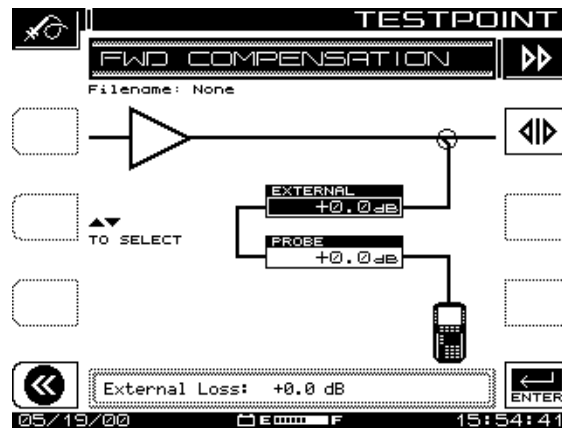 TESTPOINT
FWD COMPENSATION
Filename: None
EXTERNAL
+0.0dB
TO SELECT
PROBE
+0.0dB
External Loss: +0.0 dB
ENTER
05/19/00 E F 15:54:41